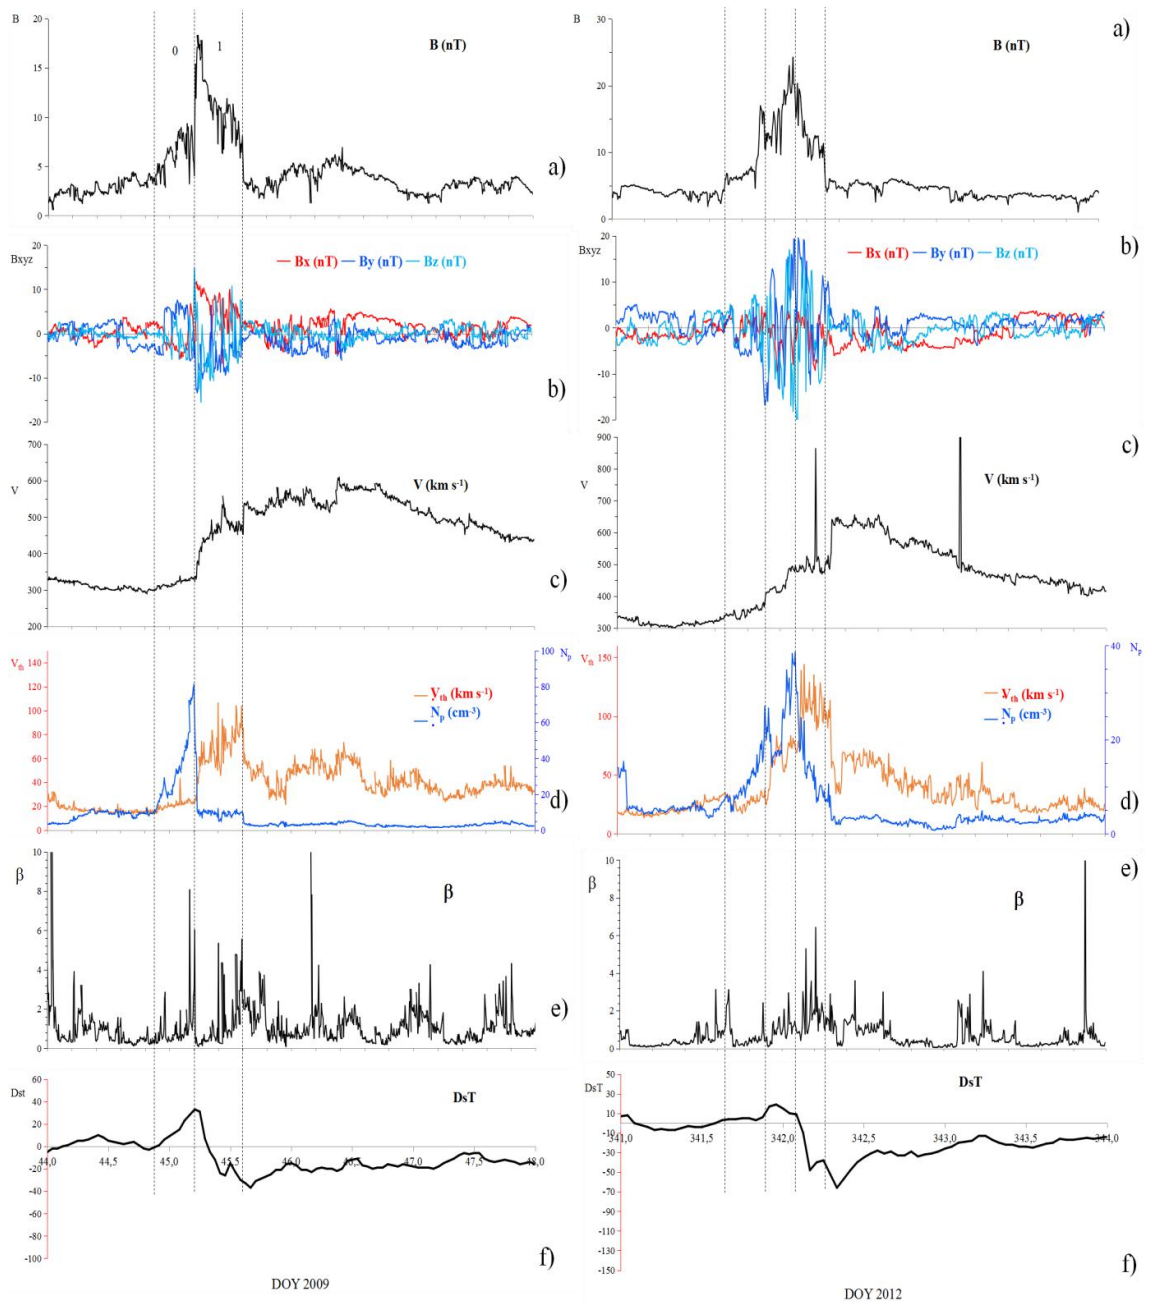 B
20
15
10
5
0
0 1
B (nT)
a)
Bxyz
20
10
0
-10
-20
Bx (nT) By (nT) Bz (nT)
b)
700
600
500
400
300
200
V
V (km s-1)
c)
Vth
140
120
100
80
60
40
20
0
100
80
60
40
20
0
Np
Vth (km s-1)
Np (cm-3)
d)
β
10
8
6
4
2
0
β
e)
Dst
60
40
20
0
-20
-40
-60
-80
-100
DsT
44,0 44,5 45,0 45,5 46,0 46,5 47,0 47,5 48,0
f)
DOY 2009
B
30
20
10
0
B (nT)
a)
Bxyz
20
10
0
-10
-20
Bx (nT) By (nT) Bz (nT)
b)
900
800
700
600
500
400
300
V
V (km s-1)
c)
Vth
150
100
50
0
40
20
10
0
Np
Vth (km s-1)
Np (cm-3)
d)
β
10
8
6
4
2
0
β
e)
DsT
50
30
10
-10
-30
-50
-70
-90
-110
-130
-150
DsT
341,0 341,5 342,0 342,5 343,0 343,5 344,0
f)
DOY 2012